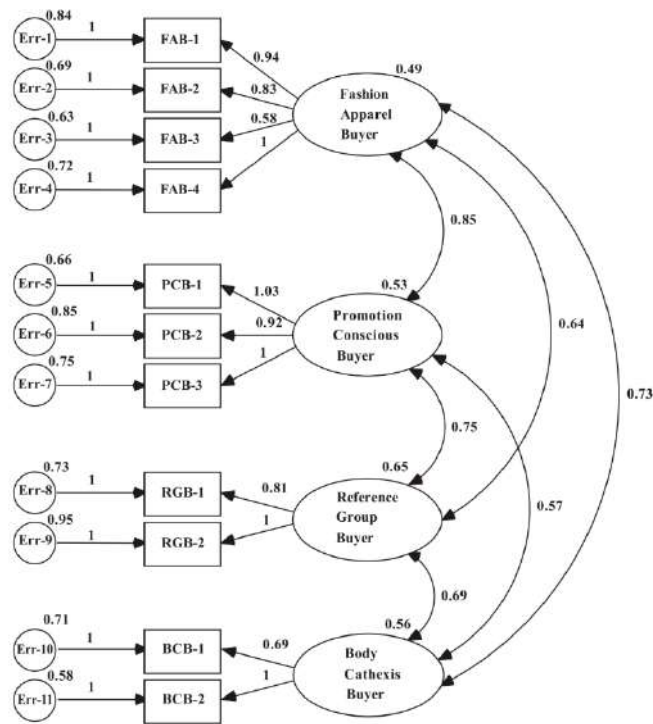 0.84
Err-1
1
FAB-1
0.94
0.69
Err-2
1
FAB-2
0.83
0.49
Fashion
Apparel
Buyer
0.63
Err-3
1
FAB-3
0.58
0.72
Err-4
1
FAB-4
1
0.85
0.66
Err-5
1
PCB-1
1.03
0.53
0.85
Err-6
1
PCB-2
0.92
Promotion
Conscious
Buyer
0.64
0.75
Err-7
1
PCB-3
1
0.73
0.75
0.73
Err-8
1
RGB-1
0.81
0.65
Reference
Group
Buyer
0.57
0.95
Err-9
1
RGB-2
1
0.69
0.71
Err-10
1
BCB-1
0.69
0.56
Body
Cathexis
Buyer
0.58
Err-11
1
BCB-2
1